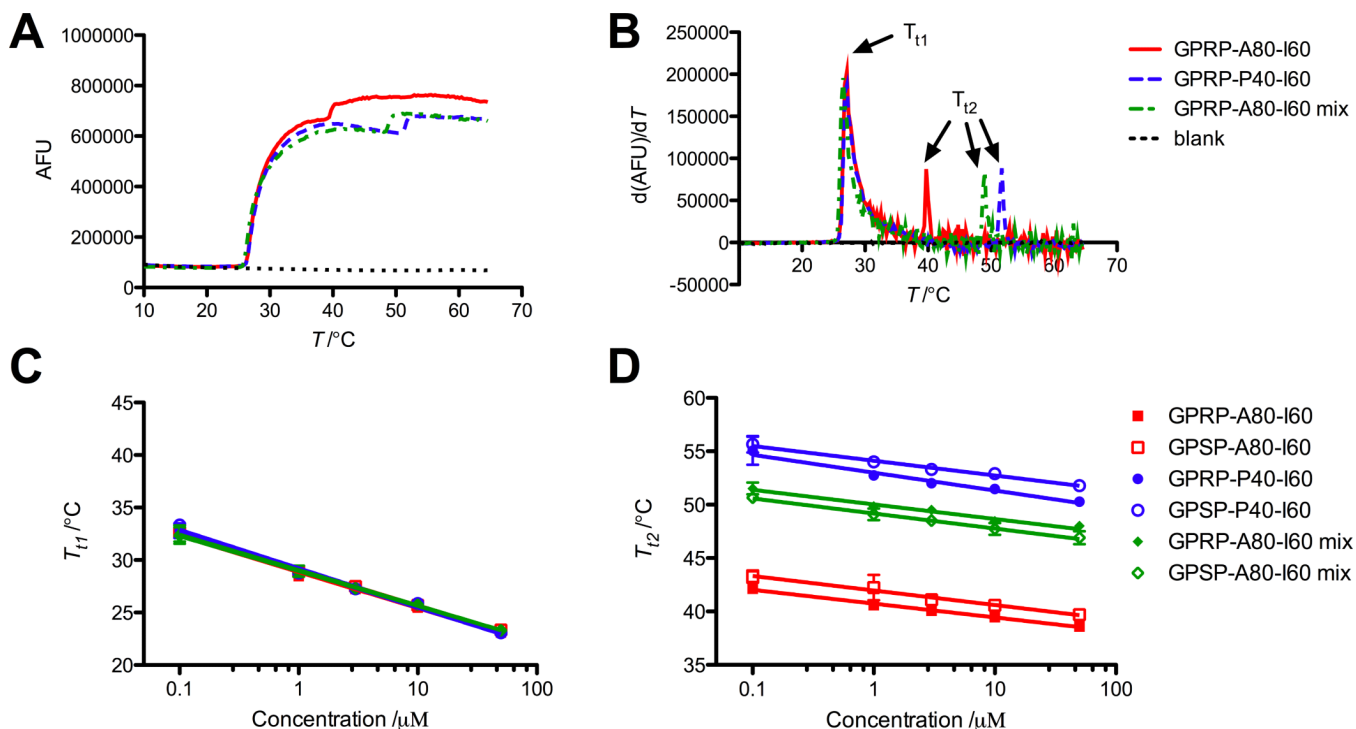 A
1000000
800000
600000
400000
200000
0
AFU
10 20 30 40 50 60 70
T /°C
B
250000
200000
150000
100000
50000
0
-50000
d(AFU)/dT
20 30 40 50 60 70
T /°C
Tt1
Tt2
GPRP-A80-I60
GPRP-P40-I60
GPRP-A80-I60 mix
blank
C
45
40
35
30
25
20
Tt1 /°C
0.1 1 10 100
Concentration /μM
D
60
55
50
45
40
35
Tt2 /°C
0.1 1 10 100
Concentration /μM
GPRP-A80-I60
GPSP-A80-I60
GPRP-P40-I60
GPSP-P40-I60
GPRP-A80-I60 mix
GPSP-A80-I60 mix